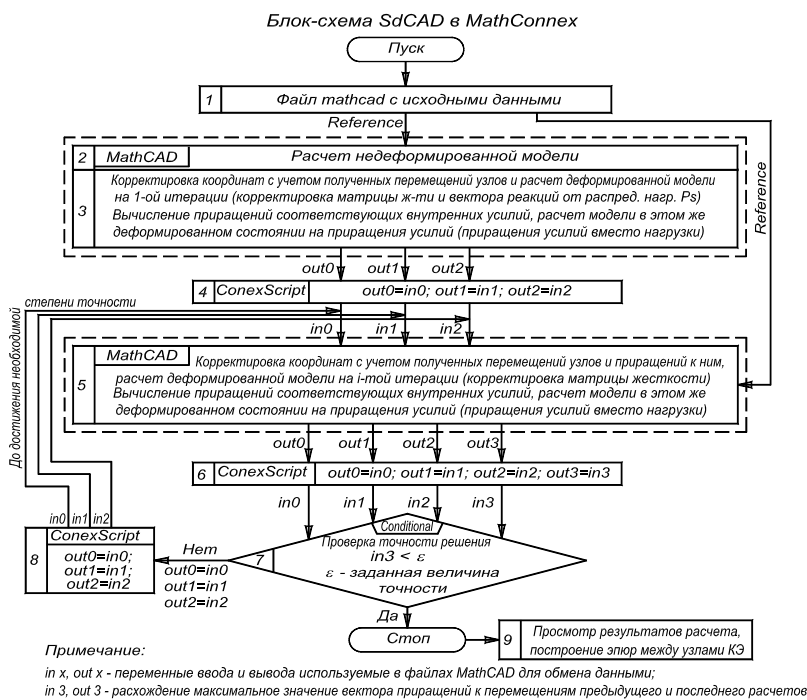 Блок-схема SdCAD в MathConnex
Пуск
1 Файл mathcad с исходными данными
Reference
Reference
2 MathCAD Расчет недеформированной модели
3
Корректировка координат с учетом полученных перемещений узлов и расчет деформированной модели
на 1-ой итерации (корректировка матрицы ж-ти и вектора реакций от распред. нагр. Ps)
Вычисление приращений соответствующих внутренних усилий, расчет модели в этом же
деформированном состоянии на приращения усилий (приращения усилий вместо нагрузки)
out0 out1 out2
4 ConexScript out0=in0; out1=in1; out2=in2
степени точности
До достижения необходимой
in0 in1 in2
5
MathCAD Корректировка координат с учетом полученных перемещений узлов и приращений к ним,
расчет деформированной модели на i-той итерации (корректировка матрицы жесткости)
Вычисление приращений соответствующих внутренних усилий, расчет модели в этом же
деформированном состоянии на приращения усилий (приращения усилий вместо нагрузки)
out0 out1 out2 out3
6 ConexScript out0=in0; out1=in1; out2=in2; out3=in3
in0 in1 in2 in3
Conditional
7
Проверка точности решения
in3 < ε
ε - заданная величина
точности
Нет
out0=in0
out1=in1
out2=in2
in0 in1 in2
8
ConexScript
out0=in0;
out1=in1;
out2=in2
Да
Стоп
9
Просмотр результатов расчета,
построение эпюр между узлами КЭ
Примечание:
in x, out x - переменные ввода и вывода используемые в файлах MathCAD для обмена данными;
in 3, out 3 - расхождение максимальное значение вектора приращений к перемещениям предыдущего и последнего расчетов